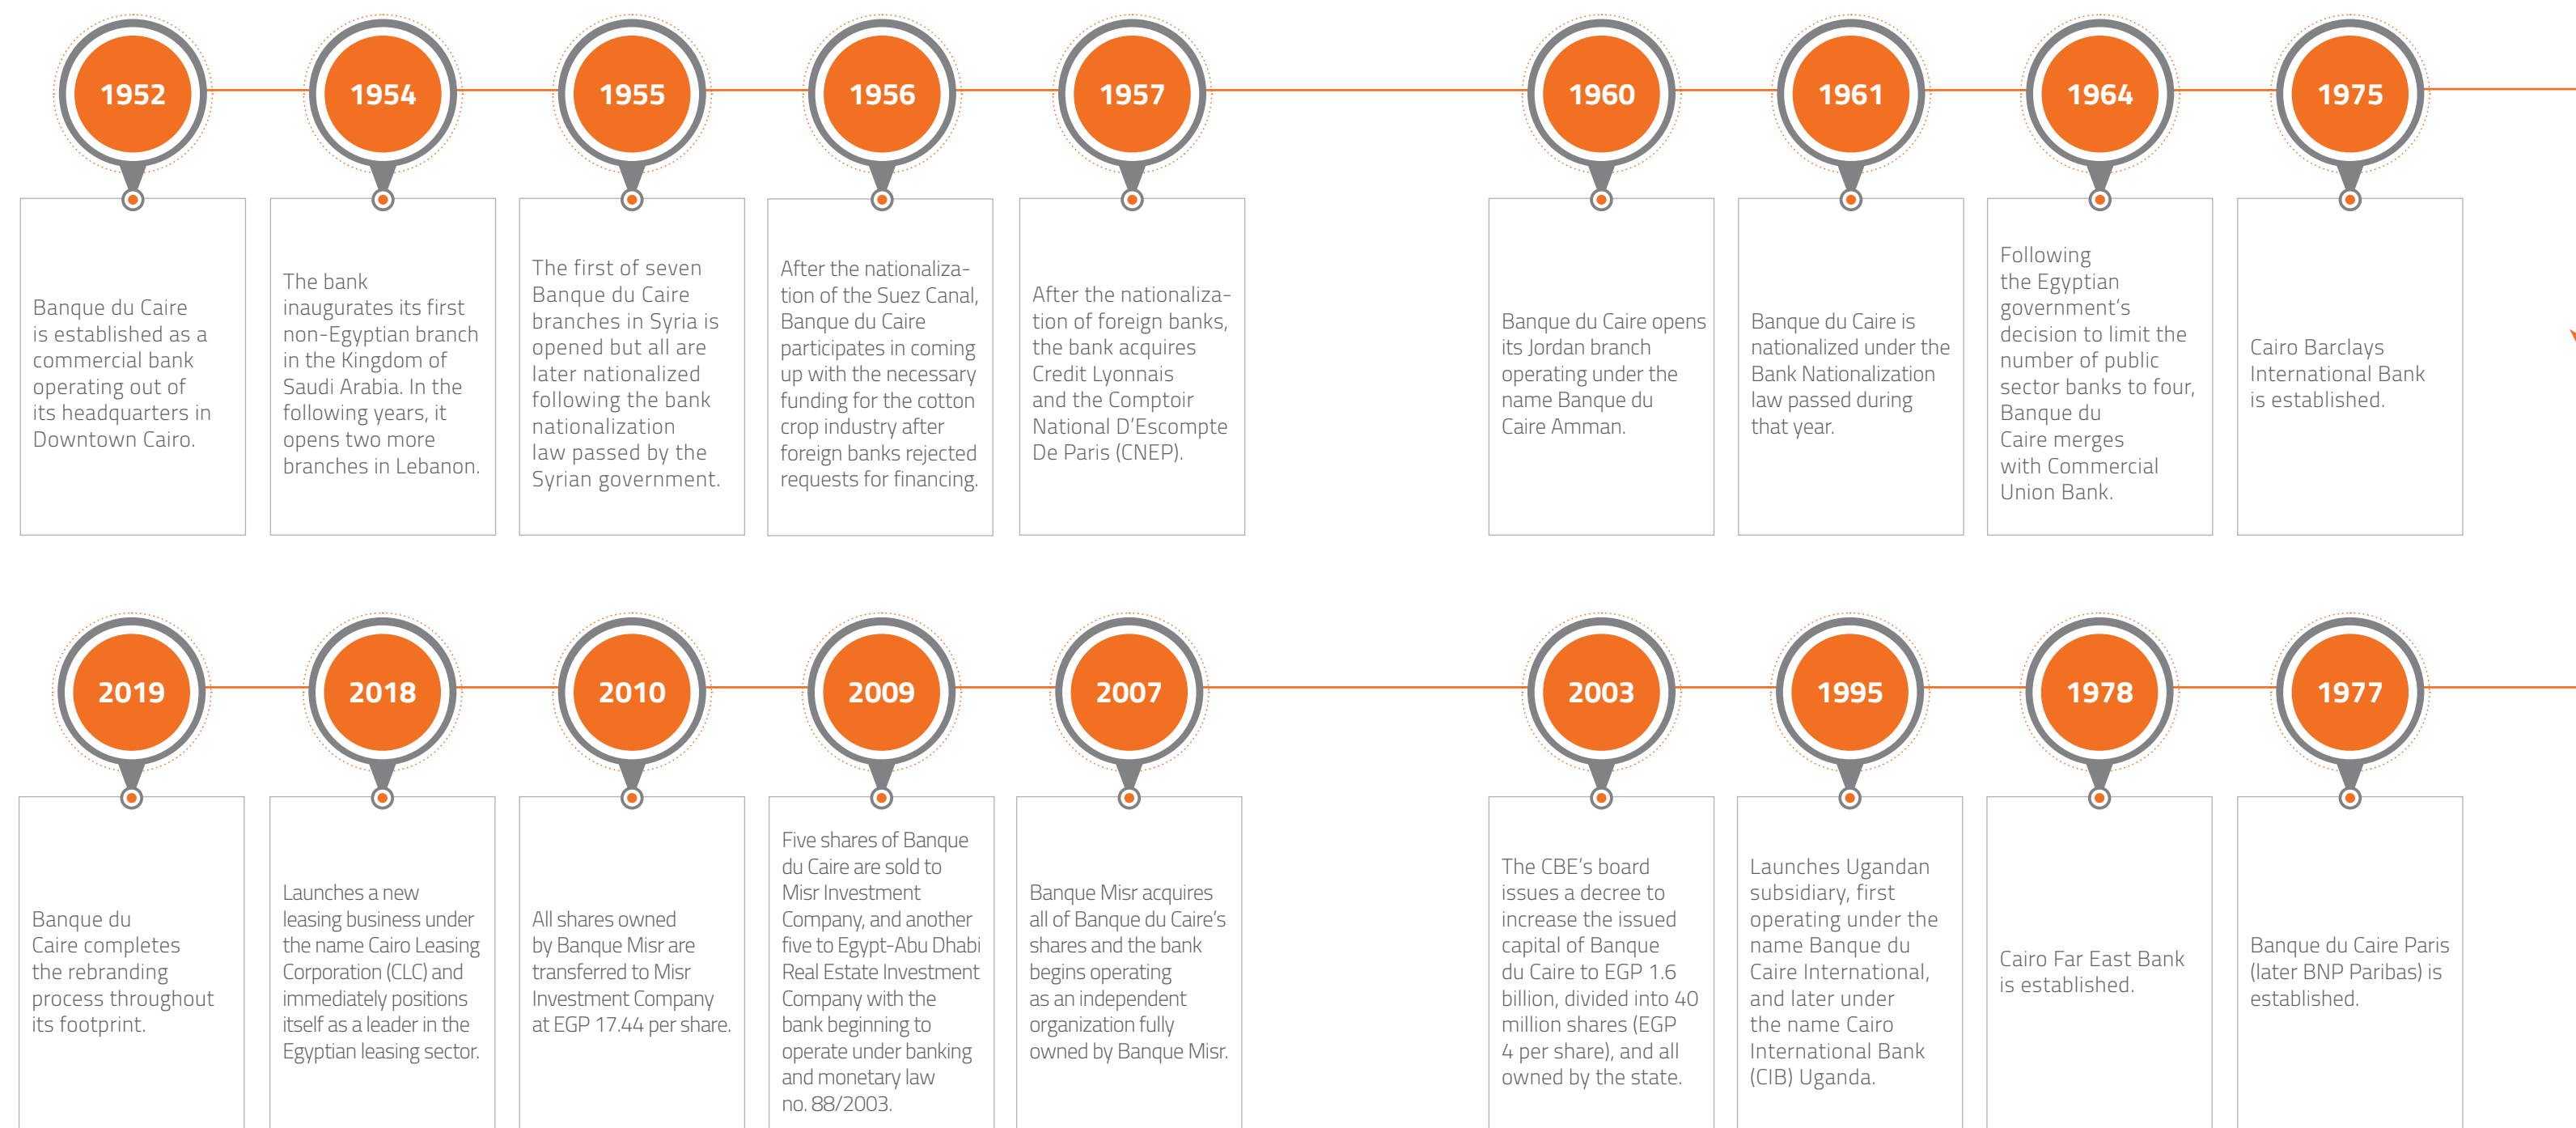 1952
Banque du Caire
is established as a
commercial bank
operating out of
its headquarters in
Downtown Cairo.
1954
The bank
inaugurates its first
non-Egyptian branch
in the Kingdom of
Saudi Arabia. In the
following years, it
opens two more
branches in Lebanon.
1955
The first of seven
Banque du Caire
branches in Syria is
opened but all are
later nationalized
following the bank
nationalization
law passed by the
Syrian government.
1956
After the nationaliza-
tion of the Suez Canal,
Banque du Caire
participates in coming
up with the necessary
funding for the cotton
crop industry after
foreign banks rejected
requests for financing.
1957
After the nationaliza-
tion of foreign banks,
the bank acquires
Credit Lyonnais
and the Comptoir
National D'Escompte
De Paris (CNEP).
1960
Banque du Caire opens
its Jordan branch
operating under the
name Banque du
Caire Amman.
1961
Banque du Caire is
nationalized under the
Bank Nationalization
law passed during
that year.
1964
Following
the Egyptian
government's
decision to limit the
number of public
sector banks to four,
Banque du
Caire merges
with Commercial
Union Bank.
1975
Cairo Barclays
International Bank
is established.
2019
Banque du
Caire completes
the rebranding
process throughout
its footprint.
2018
Launches a new
leasing business under
the name Cairo Leasing
Corporation (CLC) and
immediately positions
itself as a leader in the
Egyptian leasing sector.
2010
All shares owned
by Banque Misr are
transferred to Misr
Investment Company
at EGP 17.44 per share.
2009
Five shares of Banque
du Caire are sold to
Misr Investment
Company, and another
five to Egypt-Abu Dhabi
Real Estate Investment
Company with the
bank beginning to
operate under banking
and monetary law
no. 88/2003.
2007
Banque Misr acquires
all of Banque du Caire's
shares and the bank
begins operating
as an independent
organization fully
owned by Banque Misr.
2003
The CBE's board
issues a decree to
increase the issued
capital of Banque
du Caire to EGP 1.6
billion, divided into 40
million shares (EGP
4 per share), and all
owned by the state.
1995
Launches Ugandan
subsidiary, first
operating under the
name Banque du
Caire International,
and later under
the name Cairo
International Bank
(CIB) Uganda.
1978
Cairo Far East Bank
is established.
1977
Banque du Caire Paris
(later BNP Paribas) is
established.